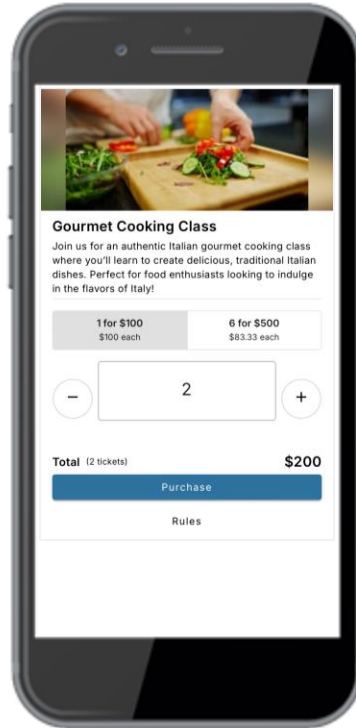 Gourmet Cooking Class
Join us for an authentic Italian gourmet cooking class
where you'll learn to create delicious, traditional Italian
dishes. Perfect for food enthusiasts looking to indulge
in the flavors of Italy!
1 for $100
$100 each
6 for $500
$83.33 each
−
2
+
Total (2 tickets) $200
Purchase
Rules